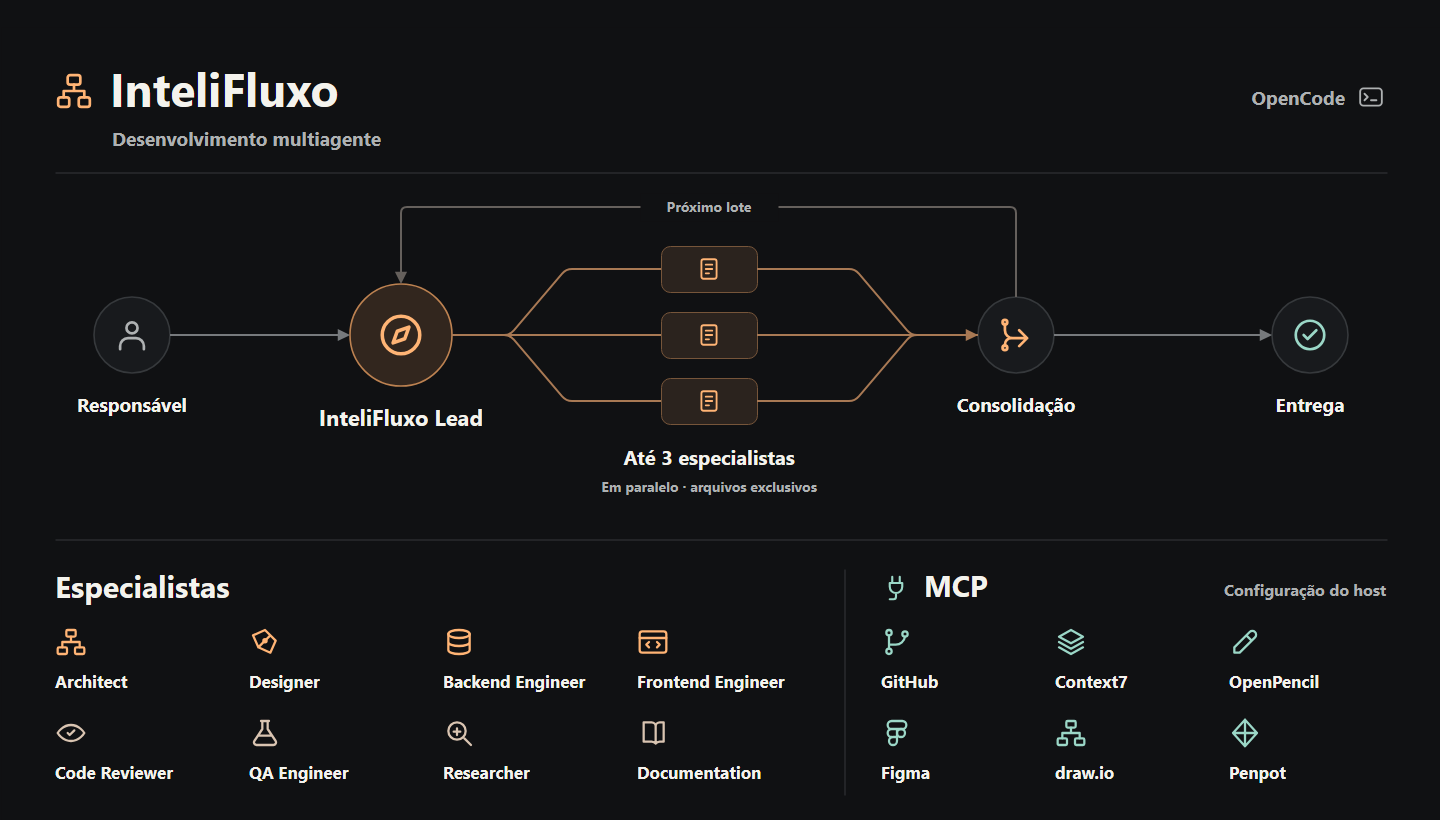 InteliFluxo
OpenCode
Desenvolvimento multiagente
Próximo lote
Responsável
InteliFluxo Lead
Até 3 especialistas
Em paralelo · arquivos exclusivos
Consolidação
Entrega
Especialistas
Architect
Designer
Backend Engineer
Frontend Engineer
Code Reviewer
QA Engineer
Researcher
Documentation
MCP
Configuração do host
GitHub
Context7
OpenPencil
Figma
draw.io
Penpot